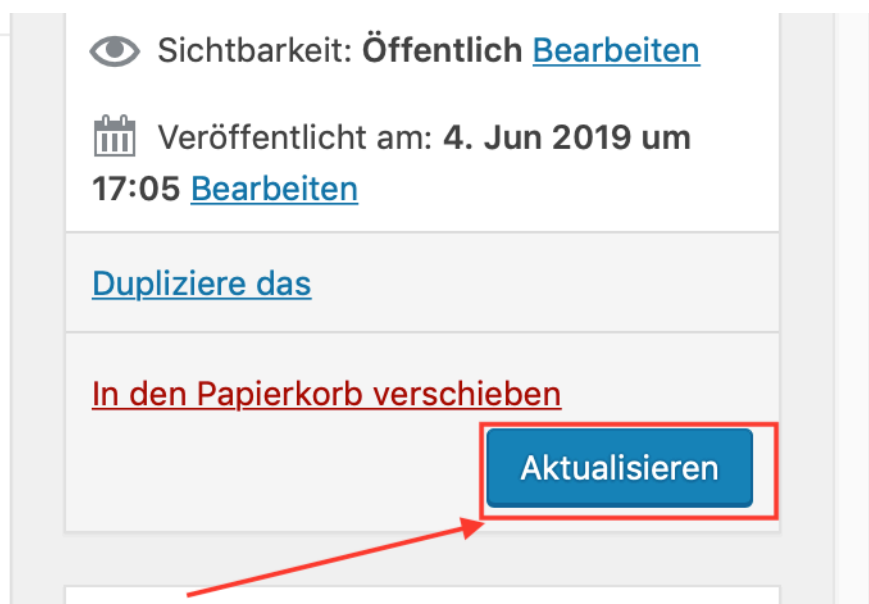 Sichtbarkeit: Öffentlich Bearbeiten
Veröffentlicht am: 4. Jun 2019 um
17:05 Bearbeiten
Dupliziere das
In den Papierkorb verschieben
Aktualisieren